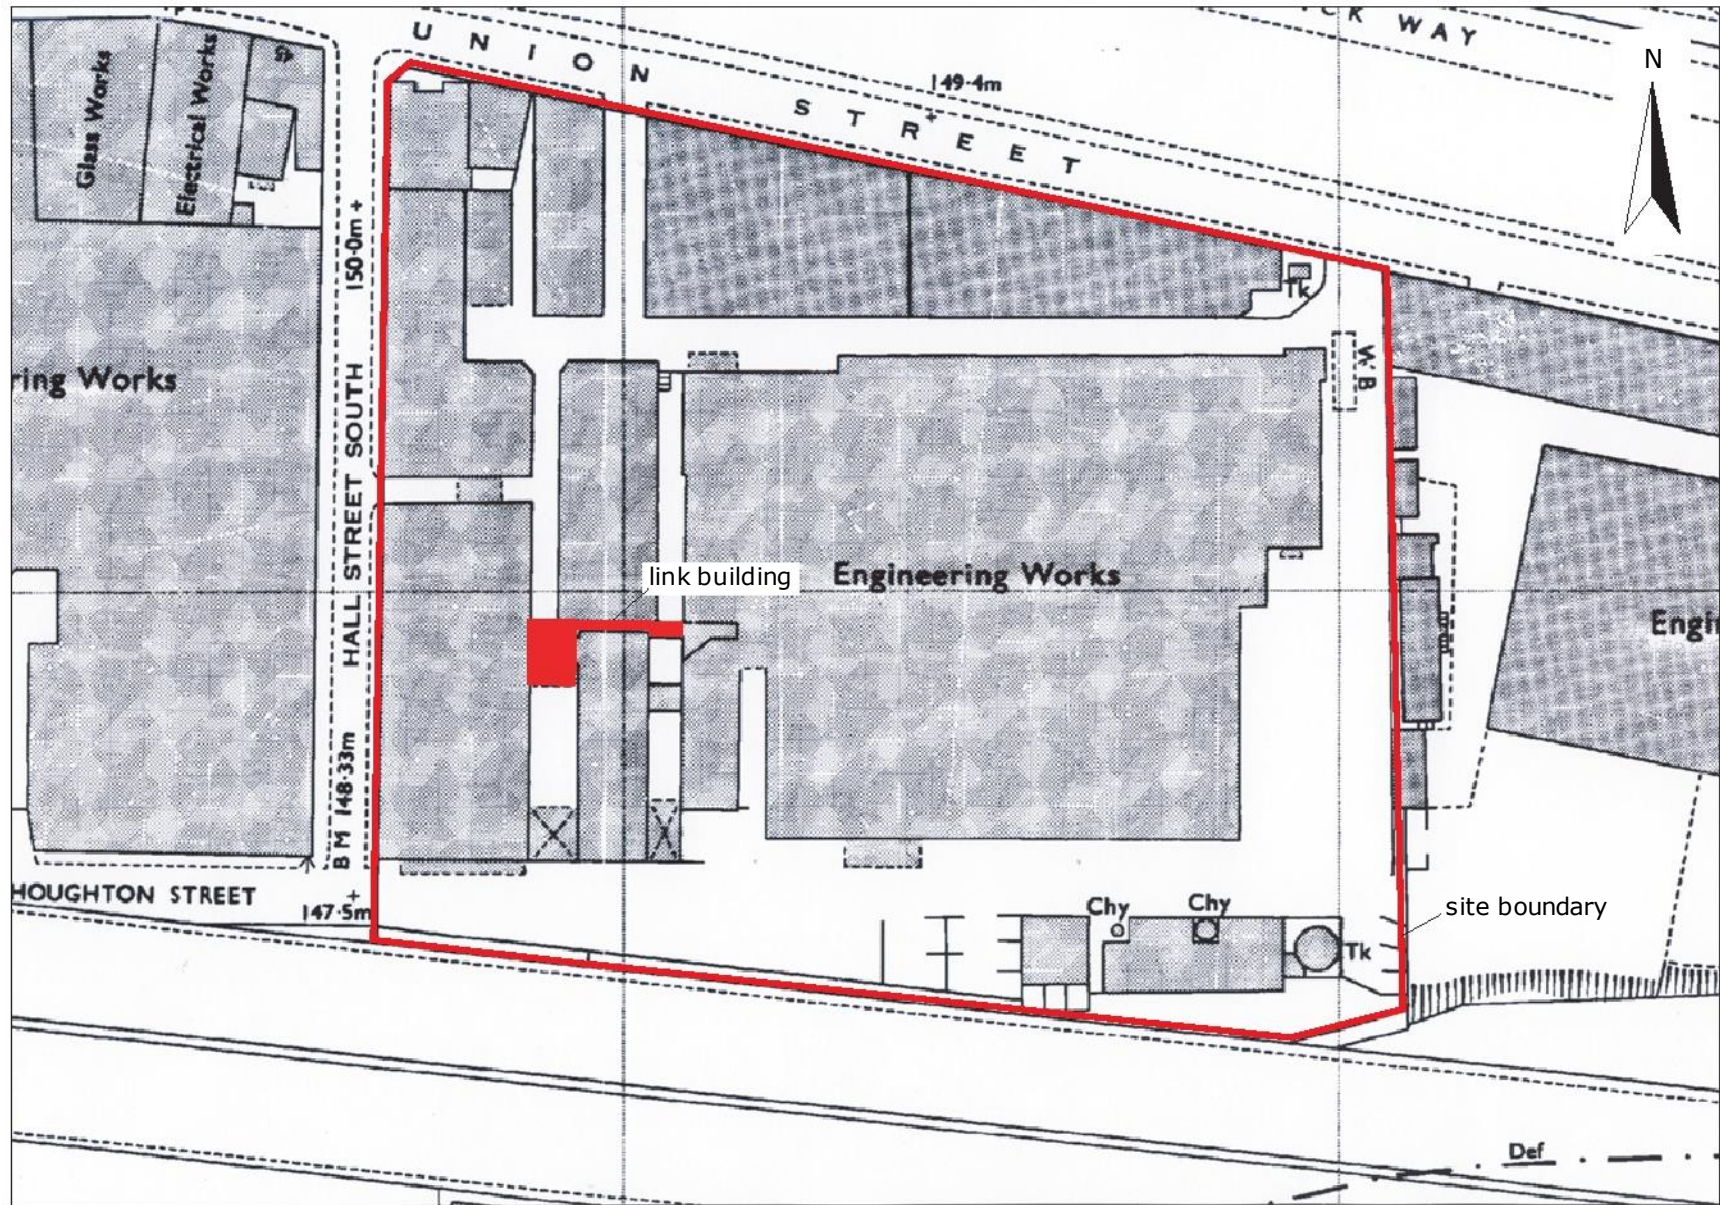 UNION STREET
CK WAY
N
149·4m
Glass Works
Electrical Works
150·0m
Tk
W B
ring Works
HALL STREET SOUTH
link building
Engineering Works
Engi
B M 148·33m
HOUGHTON STREET
147·5m
Chy
Chy
site boundary
Tk
Def